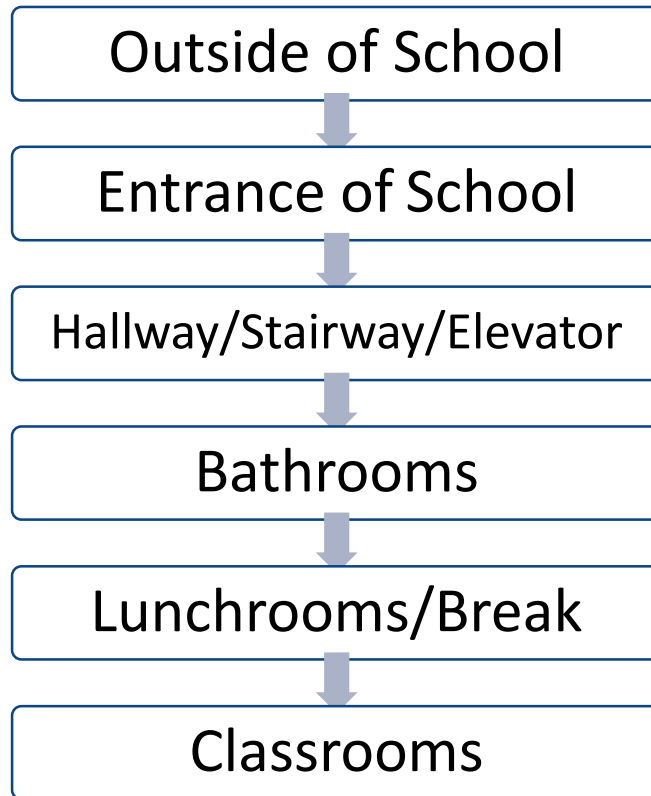 Outside of School
Entrance of School
Hallway/Stairway/Elevator
Bathrooms
Lunchrooms/Break
Classrooms